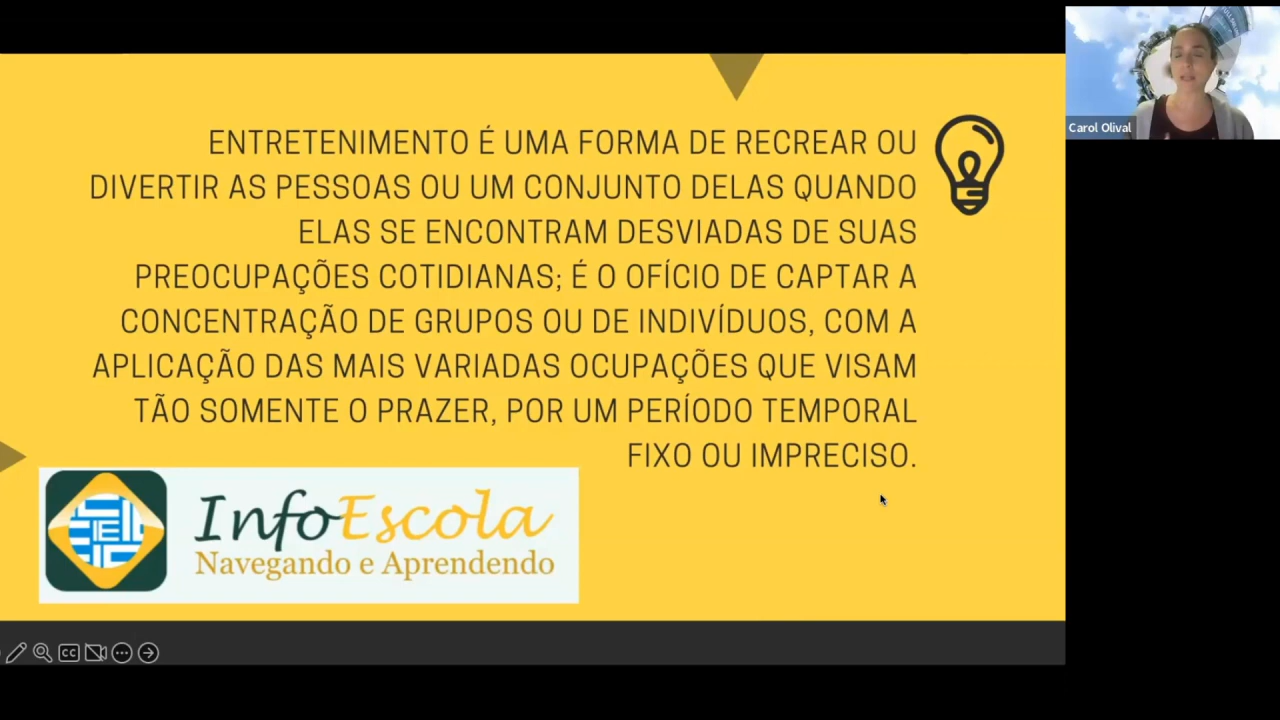 ENTRETENIMENTO É UMA FORMA DE RECREAR OU
DIVERTIR AS PESSOAS OU UM CONJUNTO DELAS QUANDO
ELAS SE ENCONTRAM DESVIADAS DE SUAS
PREOCUPAÇÕES COTIDIANAS; É O OFÍCIO DE CAPTAR A
CONCENTRAÇÃO DE GRUPOS OU DE INDIVÍDUOS, COM A
APLICAÇÃO DAS MAIS VARIADAS OCUPAÇÕES QUE VISAM
TÃO SOMENTE O PRAZER, POR UM PERÍODO TEMPORAL
FIXO OU IMPRECISO.
InfoEscola
Navegando e Aprendendo
Carol Olival
CC